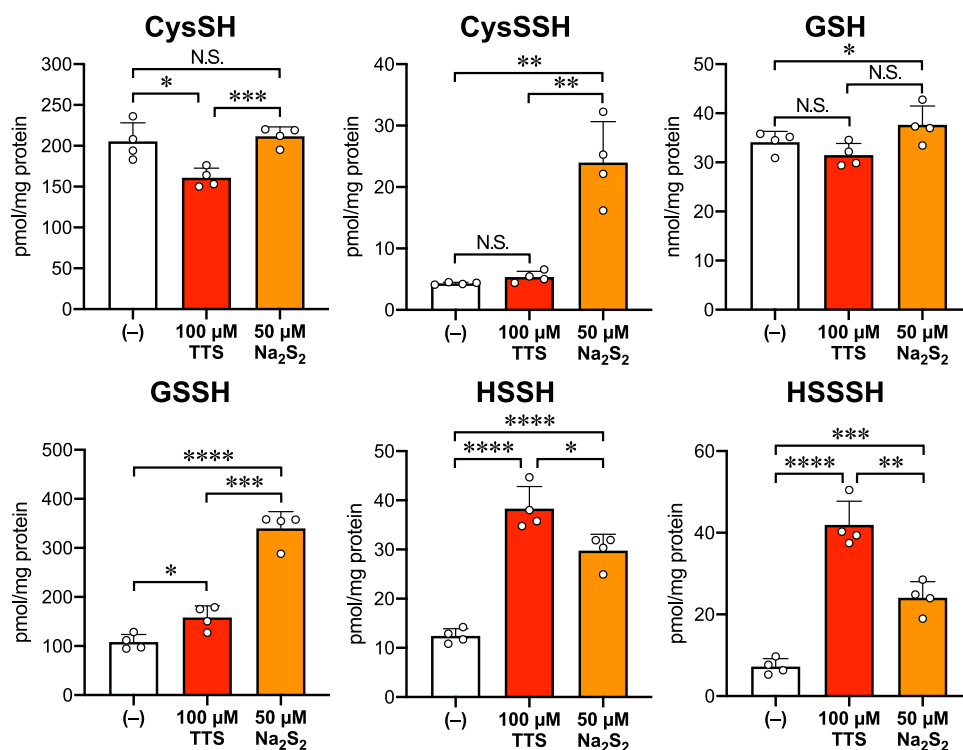 CysSH
pmol/mg protein
300
250
200
150
100
50
0
N.S.
*
***
(–)
100 µM
TTS
50 µM
Na₂S₂
CysSSH
pmol/mg protein
40
30
20
10
0
**
**
N.S.
(–)
100 µM
TTS
50 µM
Na₂S₂
GSH
nmol/mg protein
50
40
30
20
10
0
*
N.S.
N.S.
(–)
100 µM
TTS
50 µM
Na₂S₂
GSSH
pmol/mg protein
500
400
300
200
100
0
****
***
*
(–)
100 µM
TTS
50 µM
Na₂S₂
HSSH
pmol/mg protein
50
40
30
20
10
0
****
****
*
(–)
100 µM
TTS
50 µM
Na₂S₂
HSSSH
pmol/mg protein
60
40
20
0
***
****
**
(–)
100 µM
TTS
50 µM
Na₂S₂